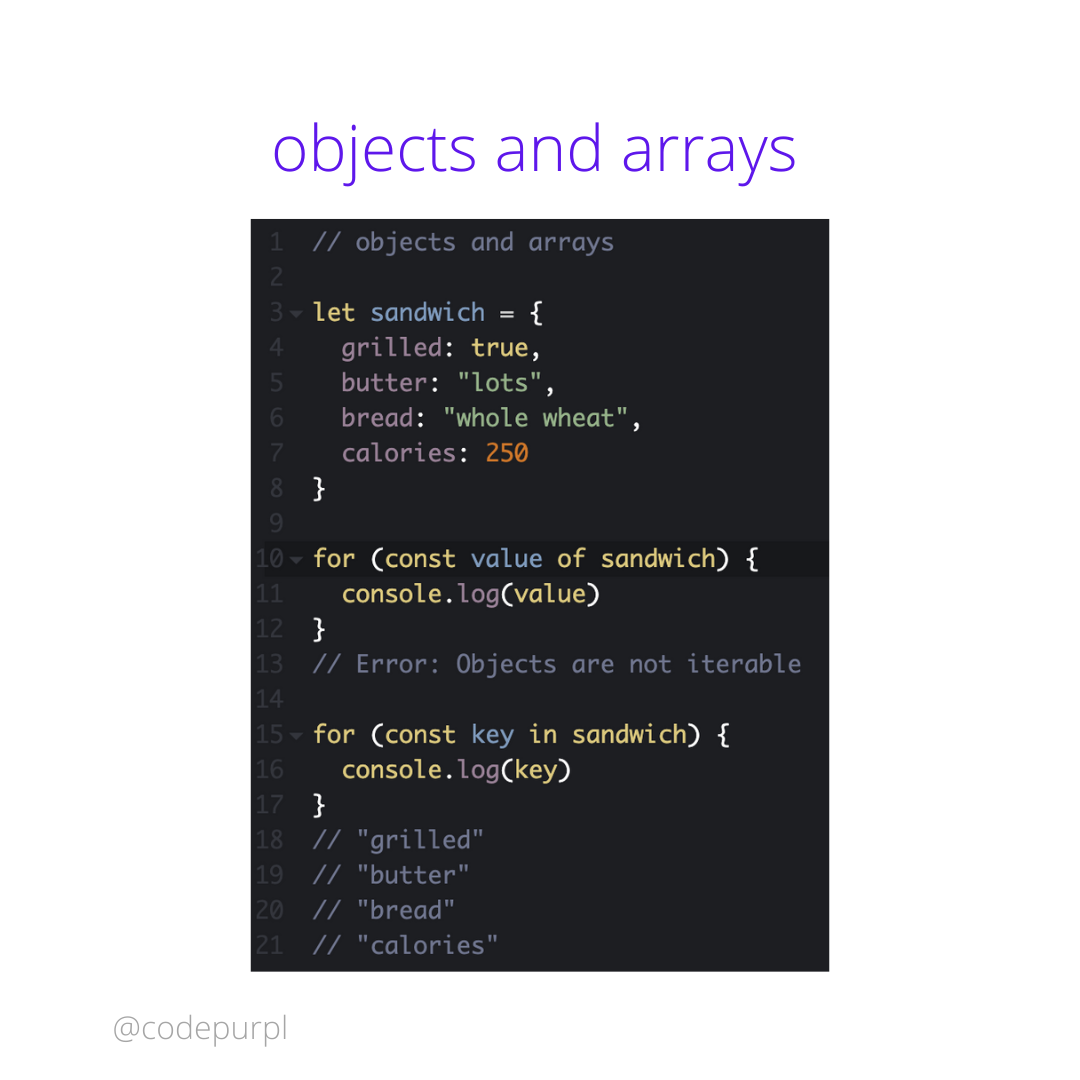 objects and arrays
1 // objects and arrays
2
3 let sandwich = {
4   grilled: true,
5   butter: "lots",
6   bread: "whole wheat",
7   calories: 250
8 }
9
10 for (const value of sandwich) {
11   console.log(value)
12 }
13 // Error: Objects are not iterable
14
15 for (const key in sandwich) {
16   console.log(key)
17 }
18 // "grilled"
19 // "butter"
20 // "bread"
21 // "calories"
@codepurpl